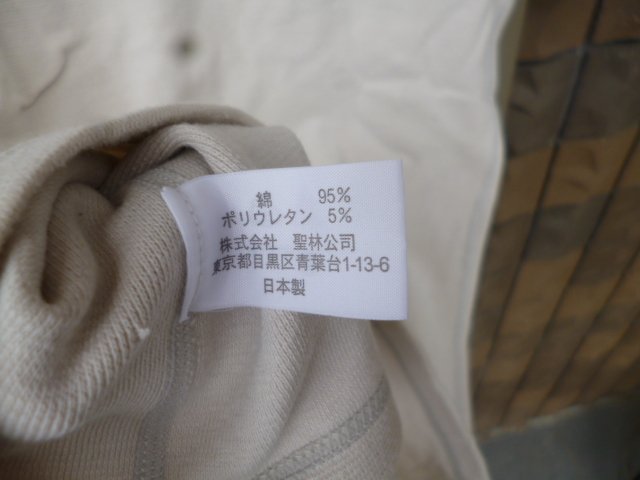 綿 95%
ポリウレタン 5%
株式会社 聖林公司
東京都目黒区青葉台1-13-6
日本製